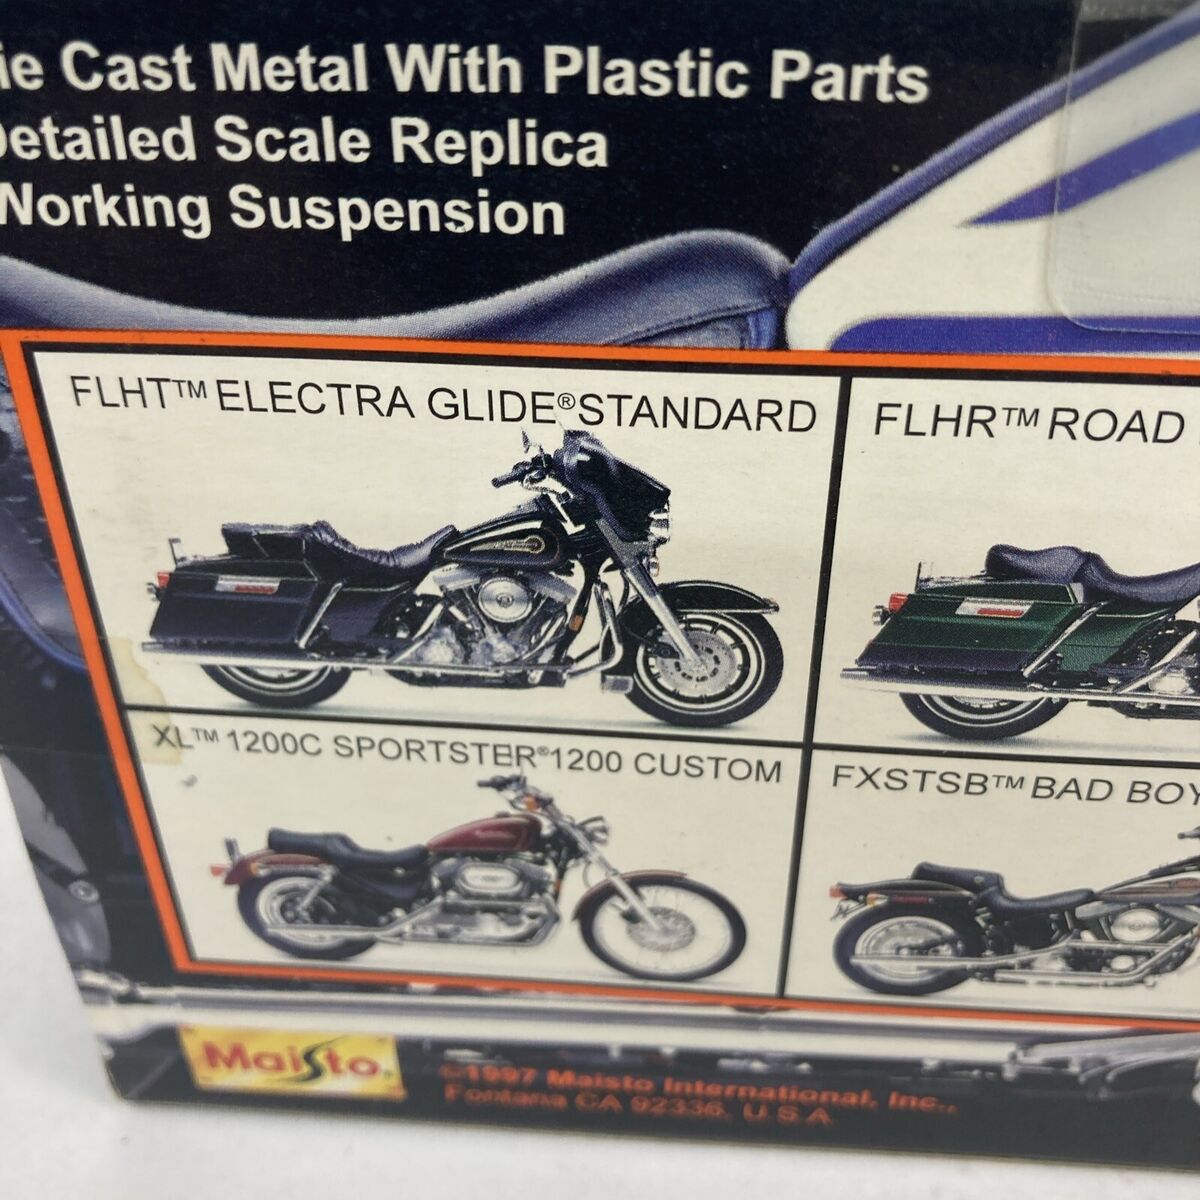 ie Cast Metal With Plastic Parts
Detailed Scale Replica
Working Suspension
FLHT™ ELECTRA GLIDE® STANDARD
FLHR™ ROAD
XL™ 1200C SPORTSTER® 1200 CUSTOM
FXSTSB™ BAD BOY
Maisto®
©1997 Maisto International, Inc.,
Fontana CA 92336, U.S.A